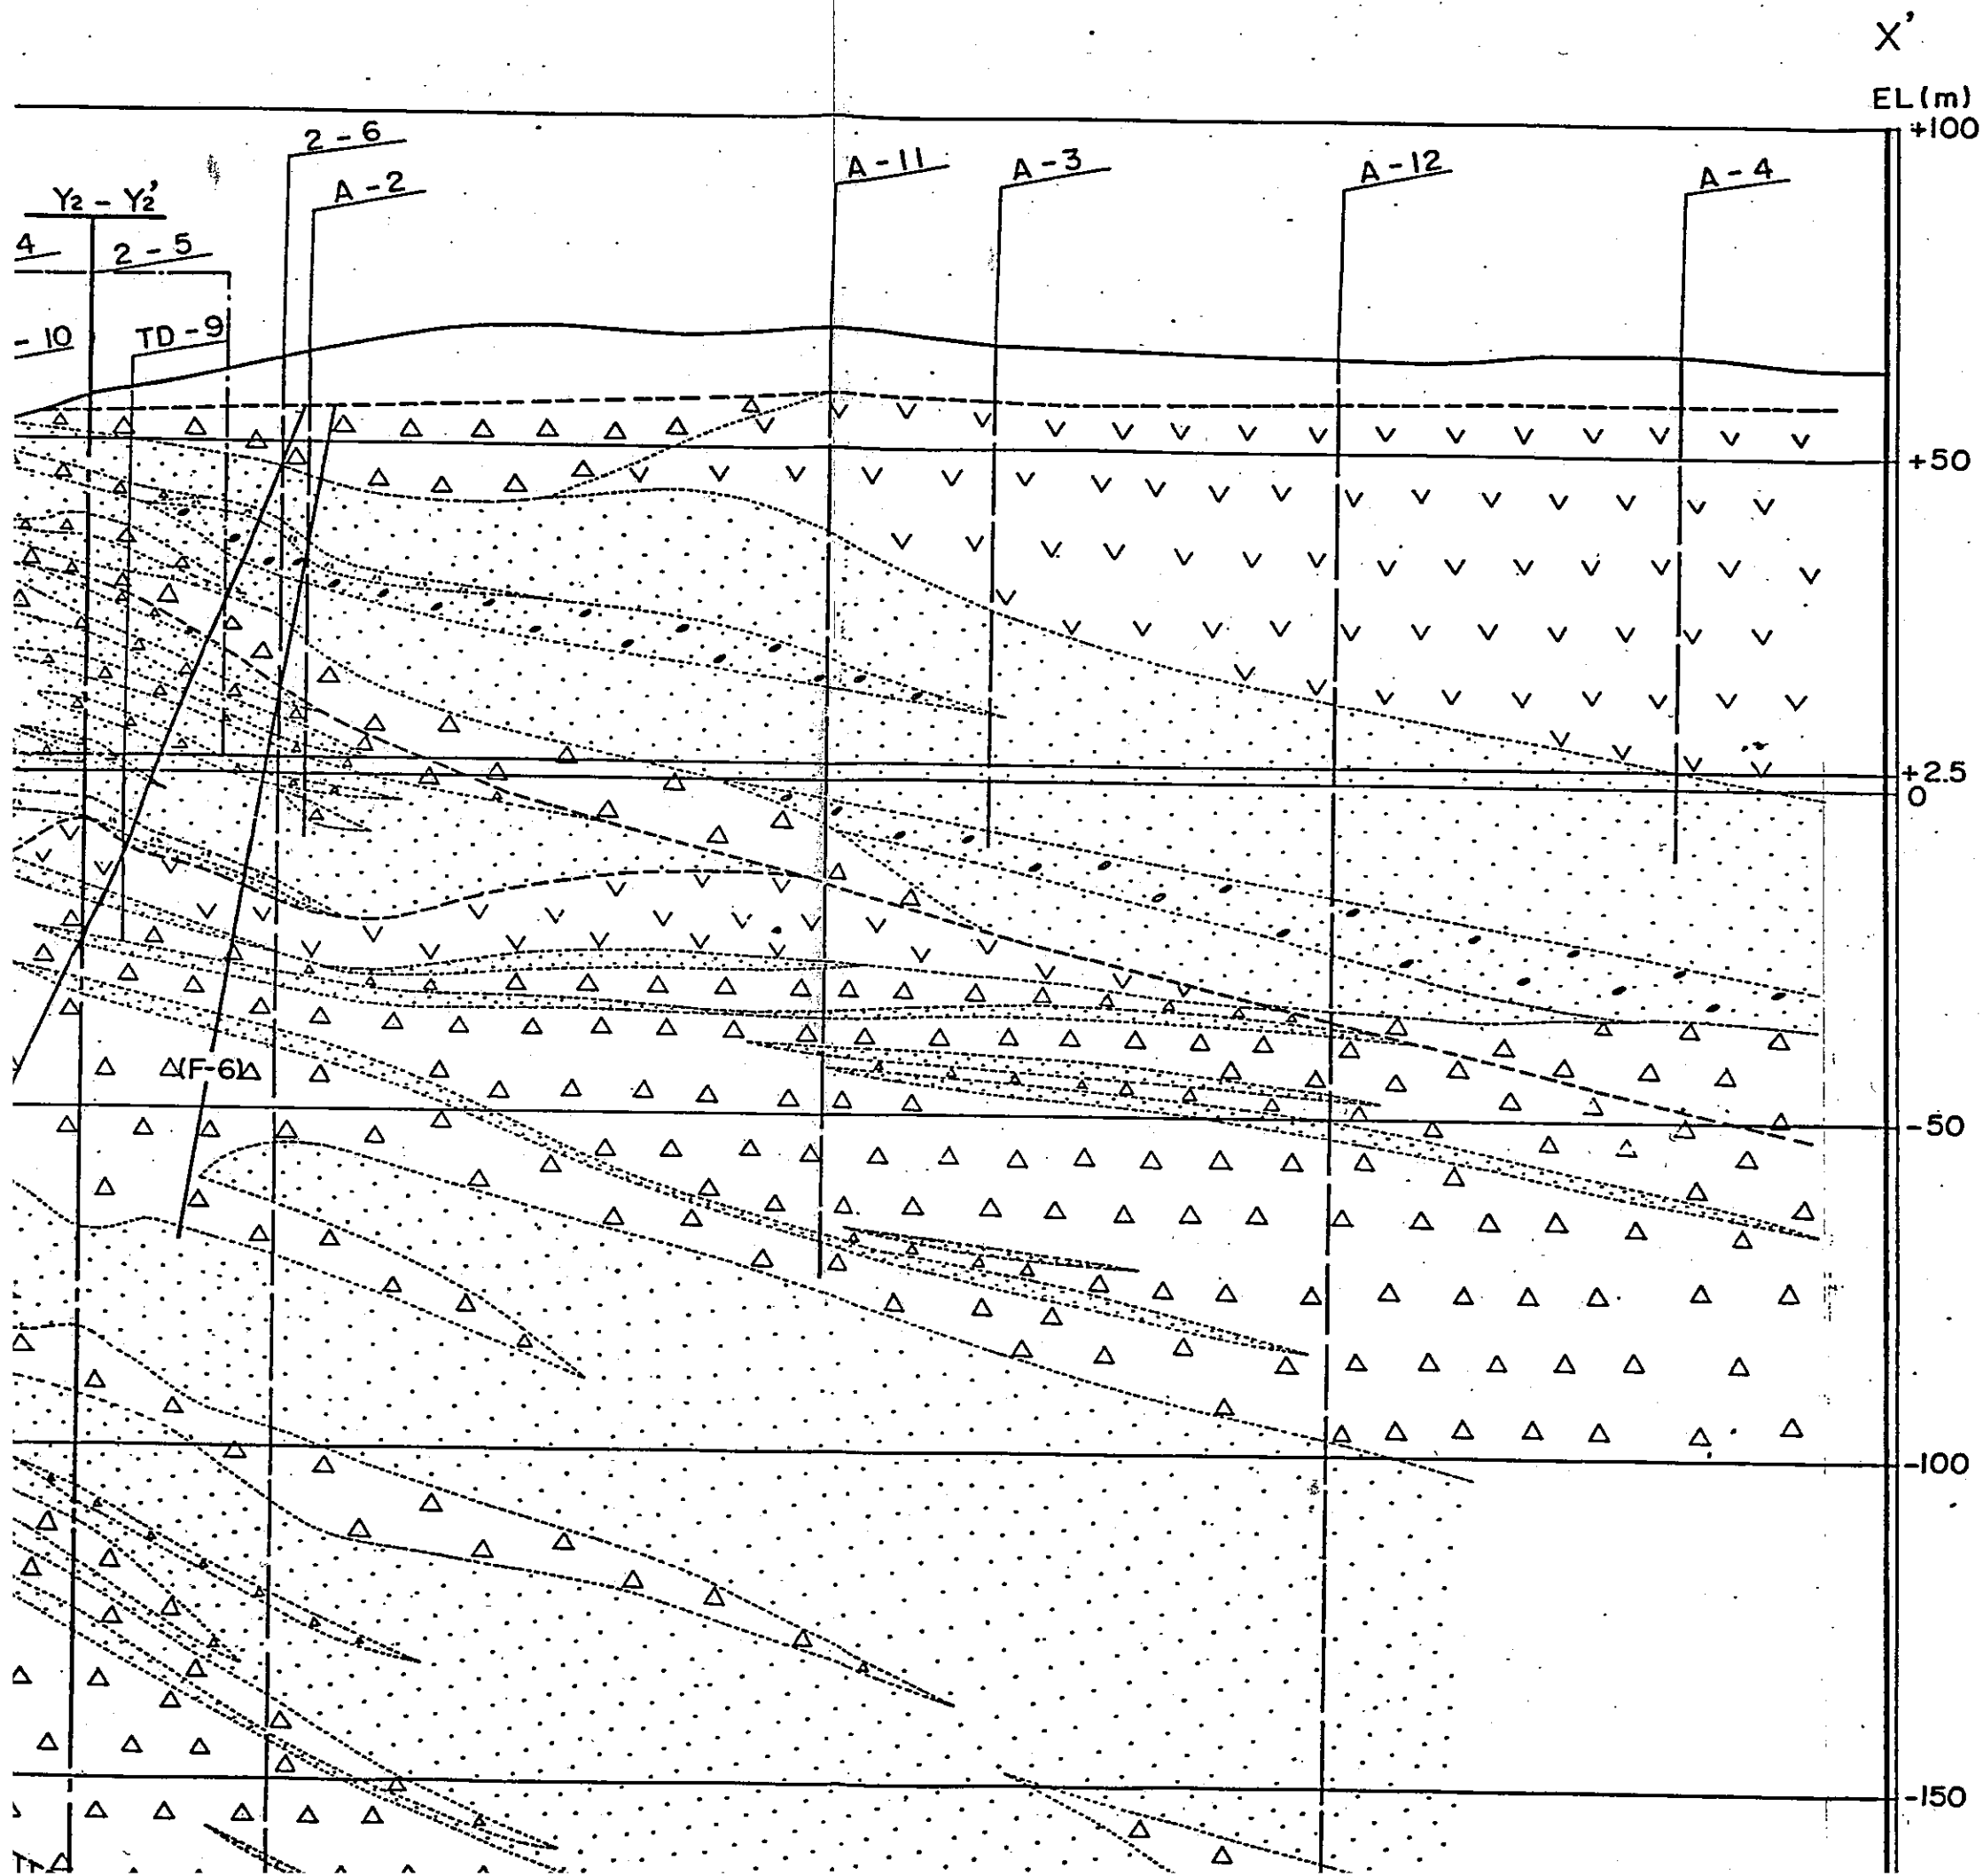 X'
EL(m)
+100
2-6
A-11
A-3
A-12
A-4
A-2
Y2 - Y2'
4
2-5
-10
TD-9
+50
+2.5
0
(F-6)
-50
-100
-150